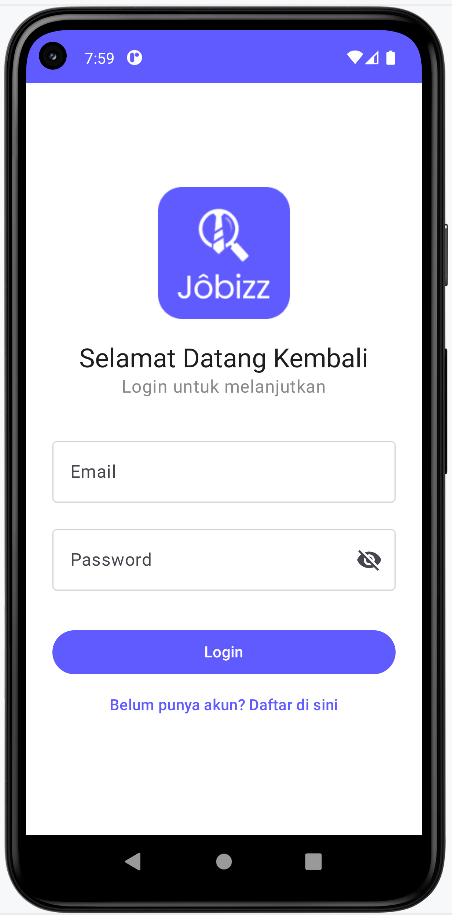 7:59
Jôbizz
Selamat Datang Kembali
Login untuk melanjutkan
Email
Password
Login
Belum punya akun? Daftar di sini